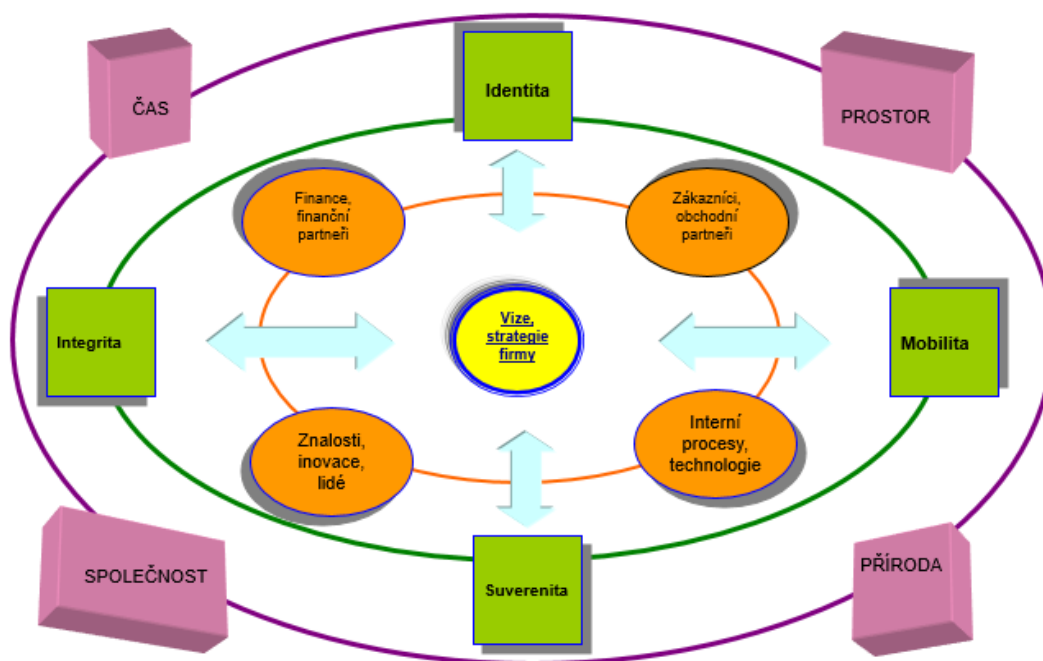 ČAS
Identita
PROSTOR
Finance,
finanční
partneři
Zákazníci,
obchodní
partneři
Integrita
Vize,
strategie
firmy
Mobilita
Znalosti,
inovace,
lidé
Interní
procesy,
technologie
SPOLEČNOST
Suverenita
PŘÍRODA